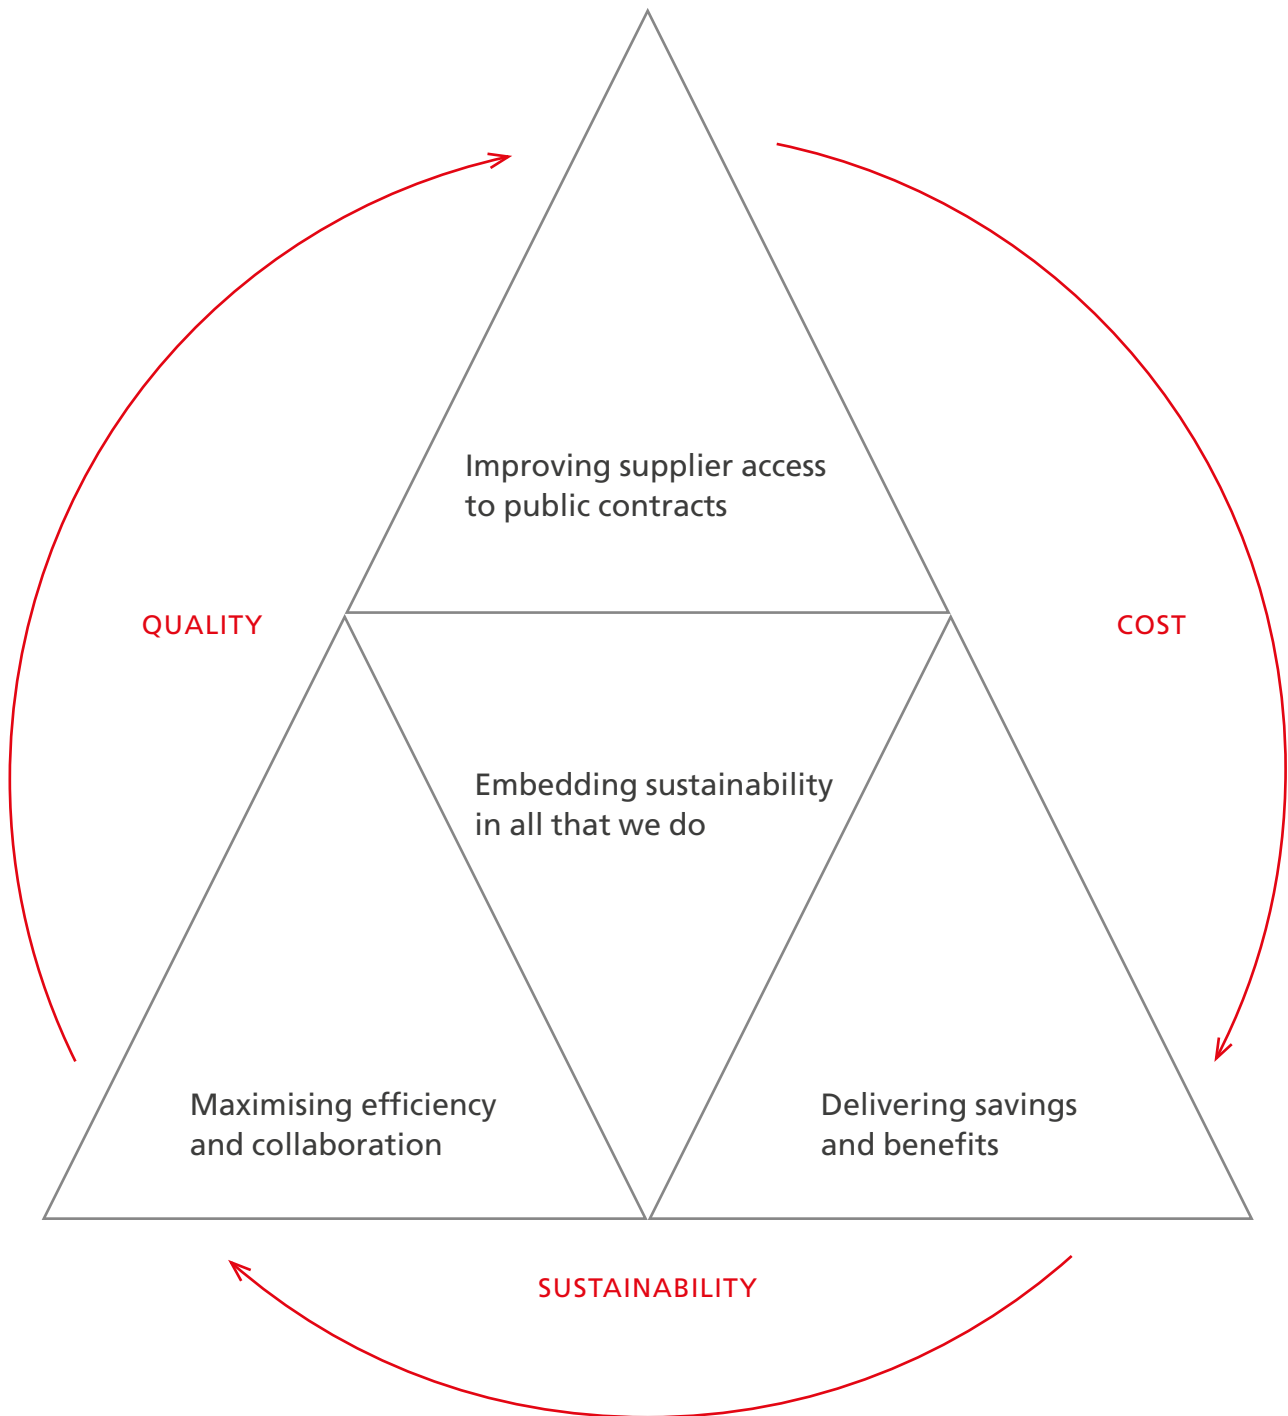 Improving supplier access
to public contracts
QUALITY
COST
Embedding sustainability
in all that we do
Maximising efficiency
and collaboration
Delivering savings
and benefits
SUSTAINABILITY